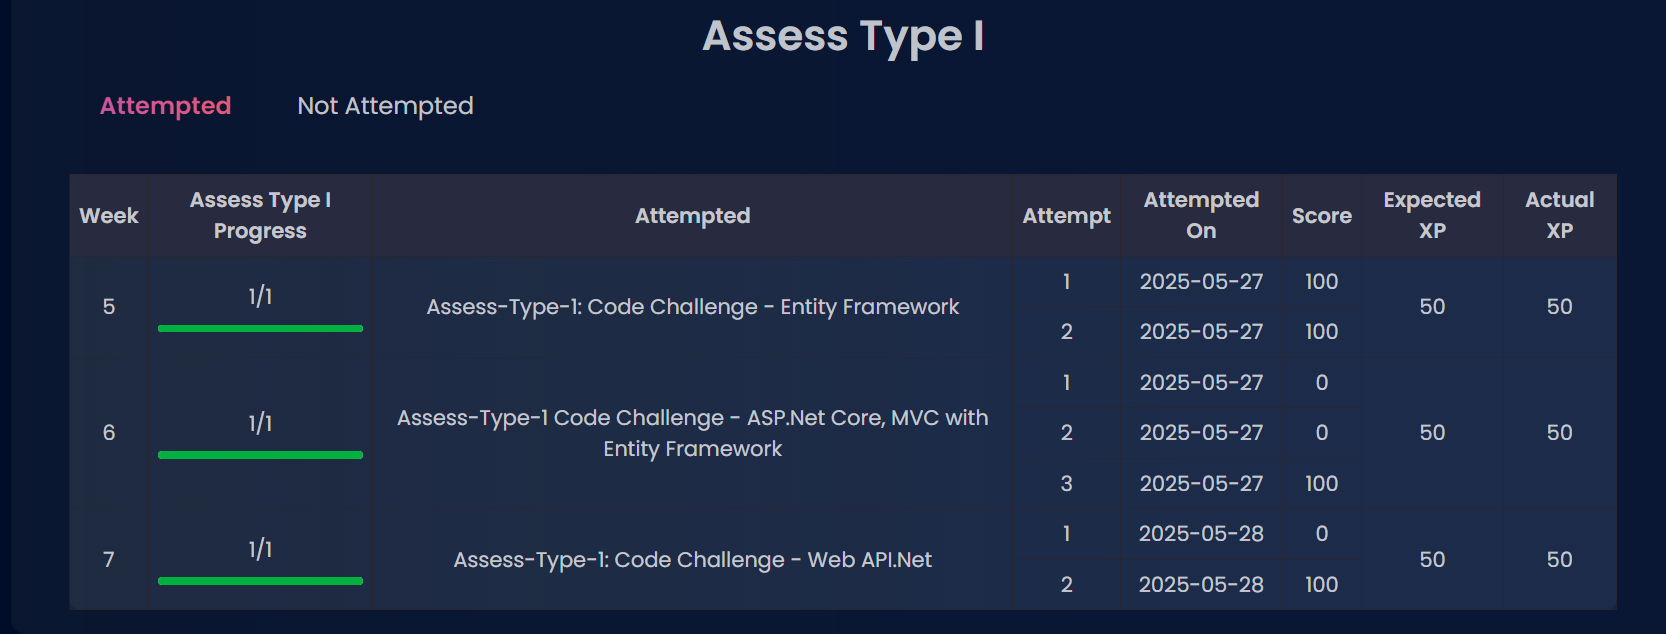 Assess Type I
Attempted Not Attempted
Week Assess Type I Progress Attempted Attempt Attempted On Score Expected XP Actual XP
5 1/1 Assess-Type-1: Code Challenge - Entity Framework 1 2025-05-27 100 50 50
2 2025-05-27 100
6 1/1 Assess-Type-1 Code Challenge - ASP.Net Core, MVC with Entity Framework 1 2025-05-27 0 50 50
2 2025-05-27 0
3 2025-05-27 100
7 1/1 Assess-Type-1: Code Challenge - Web API.Net 1 2025-05-28 0 50 50
2 2025-05-28 100